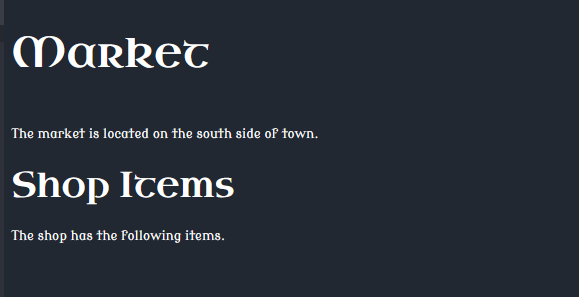 Market
The market is located on the south side of town.
Shop Items
The shop has the following items.